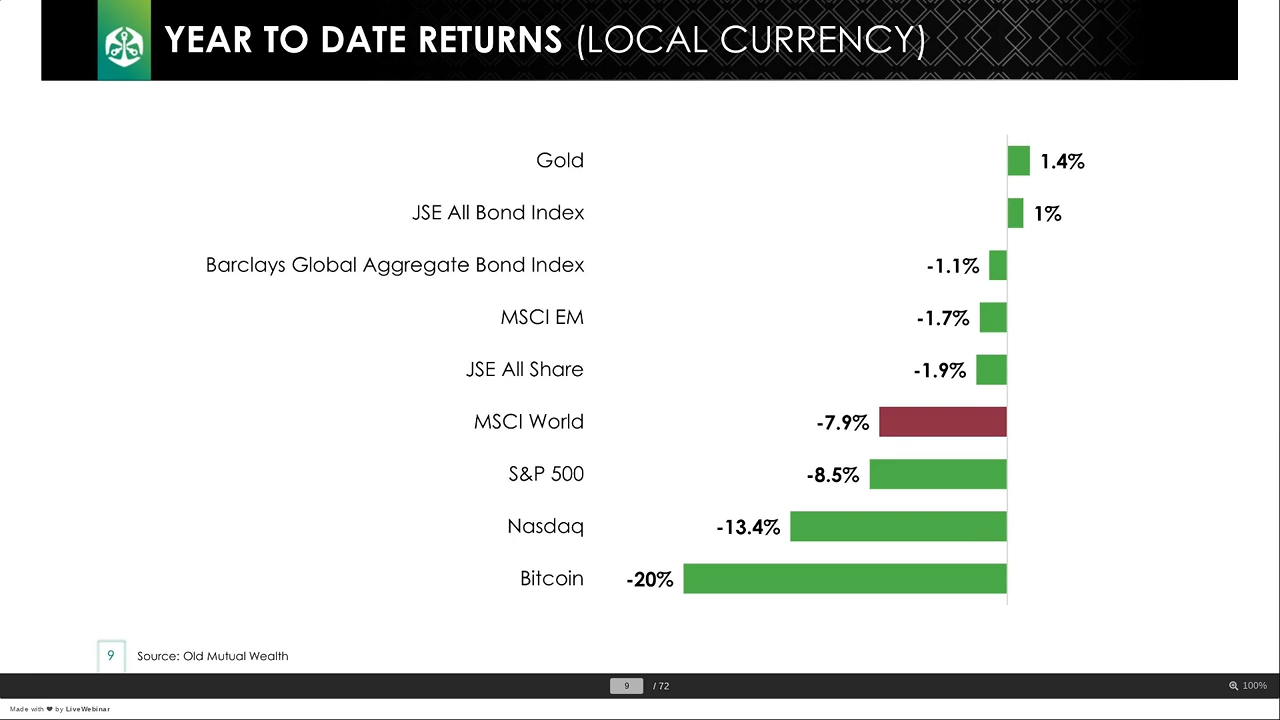 YEAR TO DATE RETURNS (LOCAL CURRENCY)
Gold 1.4%
JSE All Bond Index 1%
Barclays Global Aggregate Bond Index -1.1%
MSCI EM -1.7%
JSE All Share -1.9%
MSCI World -7.9%
S&P 500 -8.5%
Nasdaq -13.4%
Bitcoin -20%
9 Source: Old Mutual Wealth
9 / 72 100%
Made with ❤ by LiveWebinar